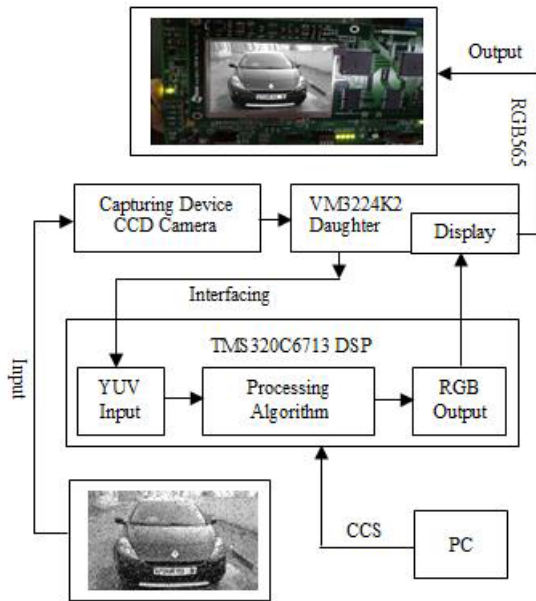 Output
RGB565
Capturing Device
CCD Camera
VM3224K2
Daughter
Display
Interfacing
Input
TMS320C6713 DSP
YUV
Input
Processing
Algorithm
RGB
Output
CCS
PC